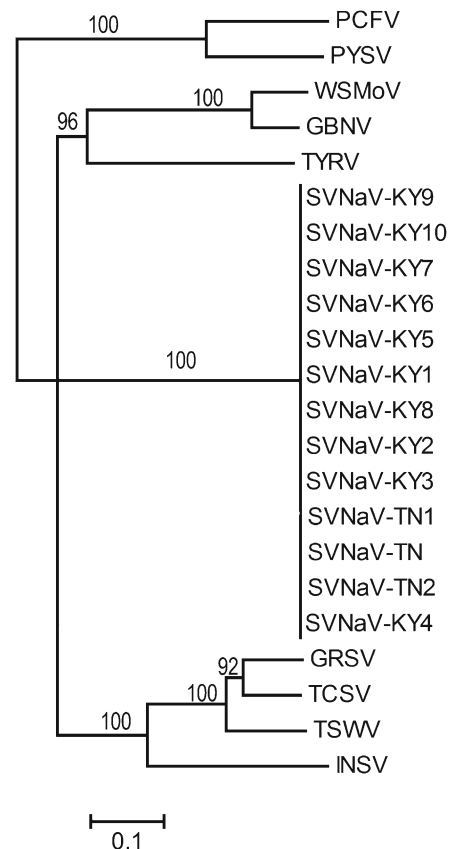 100
PCFV
PYSV
100
WSMoV
96
GBNV
TYRV
SVNaV-KY9
SVNaV-KY10
SVNaV-KY7
SVNaV-KY6
SVNaV-KY5
100
SVNaV-KY1
SVNaV-KY8
SVNaV-KY2
SVNaV-KY3
SVNaV-TN1
SVNaV-TN
SVNaV-TN2
SVNaV-KY4
92
GRSV
100
TCSV
100
TSWV
INSV
0.1